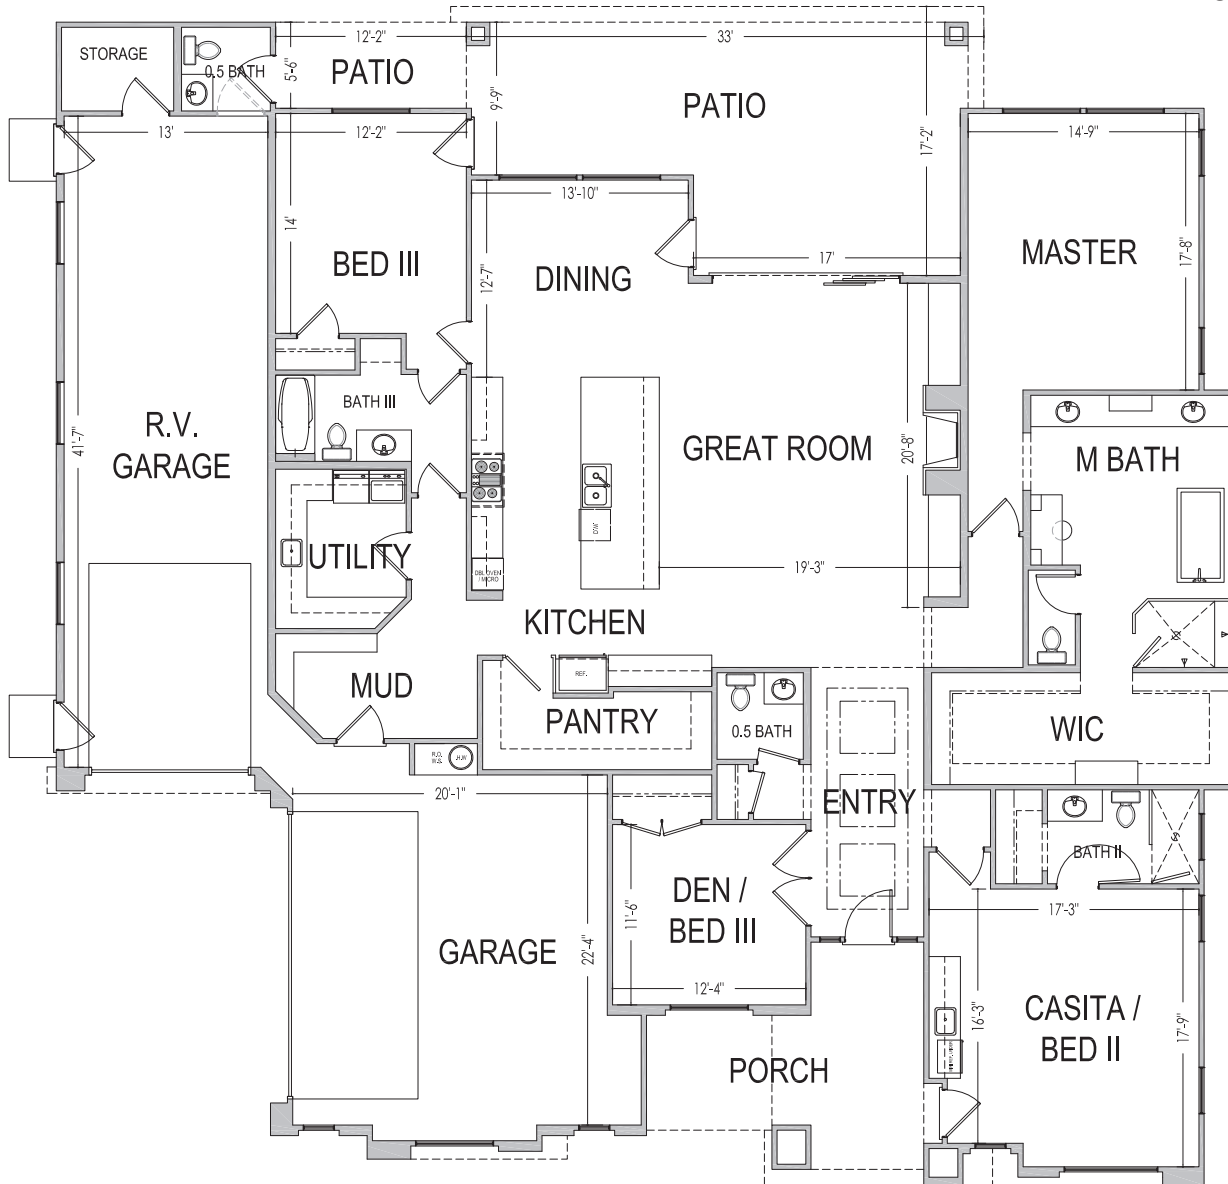 STORAGE
0.5 BATH
12'-2"
5'-6"
PATIO
33'
9'-9"
PATIO
17'-2"
13'
12'-2"
14'-9"
14'
BED III
13'-10"
12'-7"
DINING
17'
MASTER
17'-8"
41'-7"
R.V.
GARAGE
BATH III
GREAT ROOM
20'-8"
M BATH
UTILITY
D/W
DBL OVEN
/ MICRO
19'-3"
KITCHEN
MUD
REF.
PANTRY
0.5 BATH
WIC
R.O.
W.S.
H/W
20'-1"
ENTRY
BATH II
DEN /
BED III
11'-6"
12'-4"
GARAGE
22'-4"
17'-3"
16'-3"
CASITA /
BED II
17'-9"
PORCH